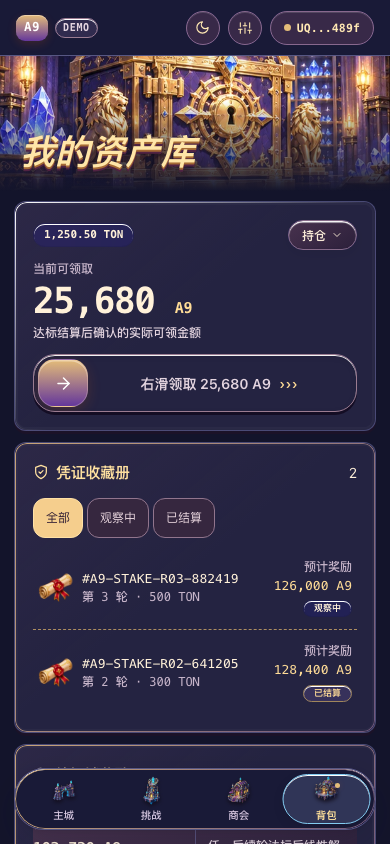 A9 DEMO UQ...489f
我的资产库
1,250.50 TON 持仓
当前可领取
25,680 A9
达标结算后确认的实际可领金额
右滑领取 25,680 A9 ›››
凭证收藏册 2
全部 观察中 已结算
#A9-STAKE-R03-882419 预计奖励
第 3 轮 · 500 TON 126,000 A9
观察中
#A9-STAKE-R02-641205 预计奖励
第 2 轮 · 300 TON 128,400 A9
已结算
主城 挑战 商会 背包